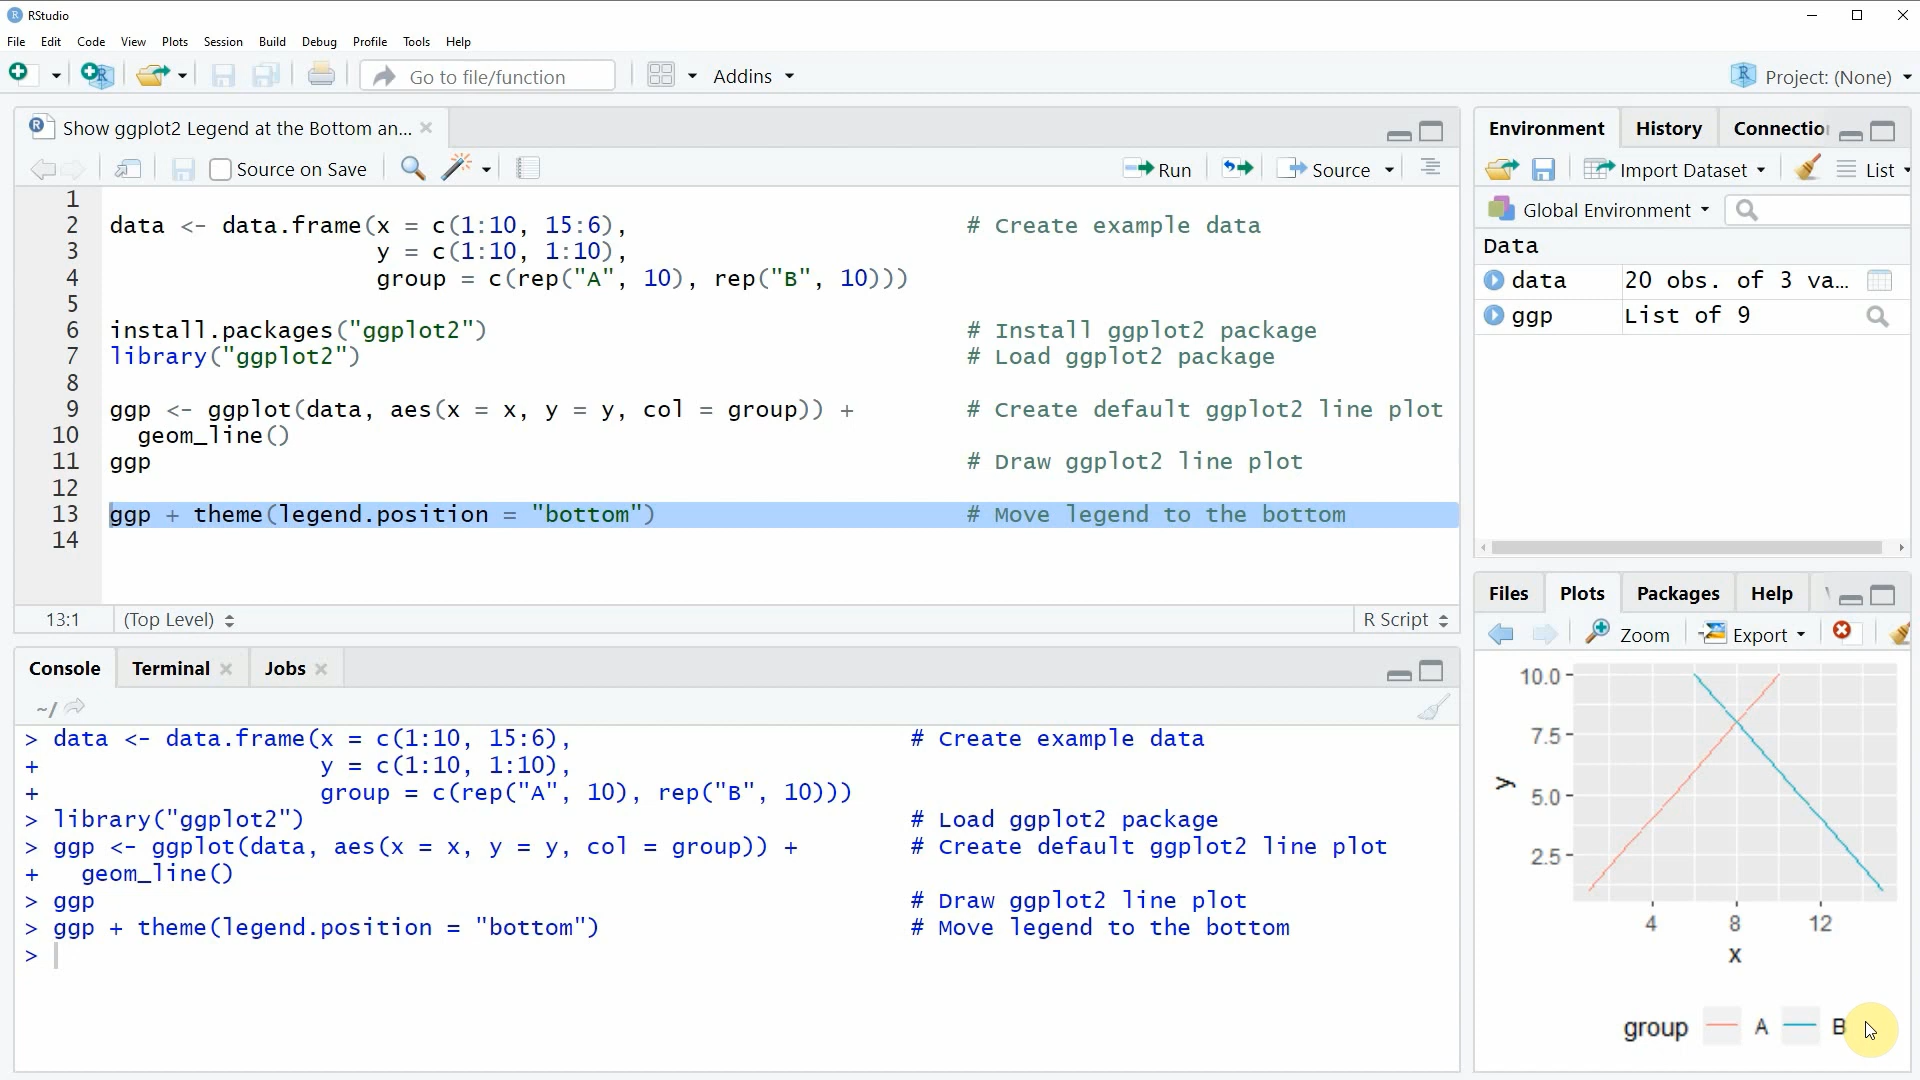 RStudio
File Edit Code View Plots Session Build Debug Profile Tools Help
Go to file/function Addins Project: (None)
Show ggplot2 Legend at the Bottom an...
Source on Save Run Source
1
2 data <- data.frame(x = c(1:10, 15:6), # Create example data
3 y = c(1:10, 1:10),
4 group = c(rep("A", 10), rep("B", 10)))
5
6 install.packages("ggplot2") # Install ggplot2 package
7 library("ggplot2") # Load ggplot2 package
8
9 ggp <- ggplot(data, aes(x = x, y = y, col = group)) + # Create default ggplot2 line plot
10 geom_line()
11 ggp # Draw ggplot2 line plot
12
13 ggp + theme(legend.position = "bottom") # Move legend to the bottom
14
13:1 (Top Level) R Script
Console Terminal Jobs
~/
> data <- data.frame(x = c(1:10, 15:6), # Create example data
+ y = c(1:10, 1:10),
+ group = c(rep("A", 10), rep("B", 10)))
> library("ggplot2") # Load ggplot2 package
> ggp <- ggplot(data, aes(x = x, y = y, col = group)) + # Create default ggplot2 line plot
+ geom_line()
> ggp # Draw ggplot2 line plot
> ggp + theme(legend.position = "bottom") # Move legend to the bottom
>
Environment History Connectio
Import Dataset List
Global Environment
Data
data 20 obs. of 3 va...
ggp List of 9
Files Plots Packages Help
Zoom Export
10.0
7.5
y
5.0
2.5
4 8 12
x
group A B